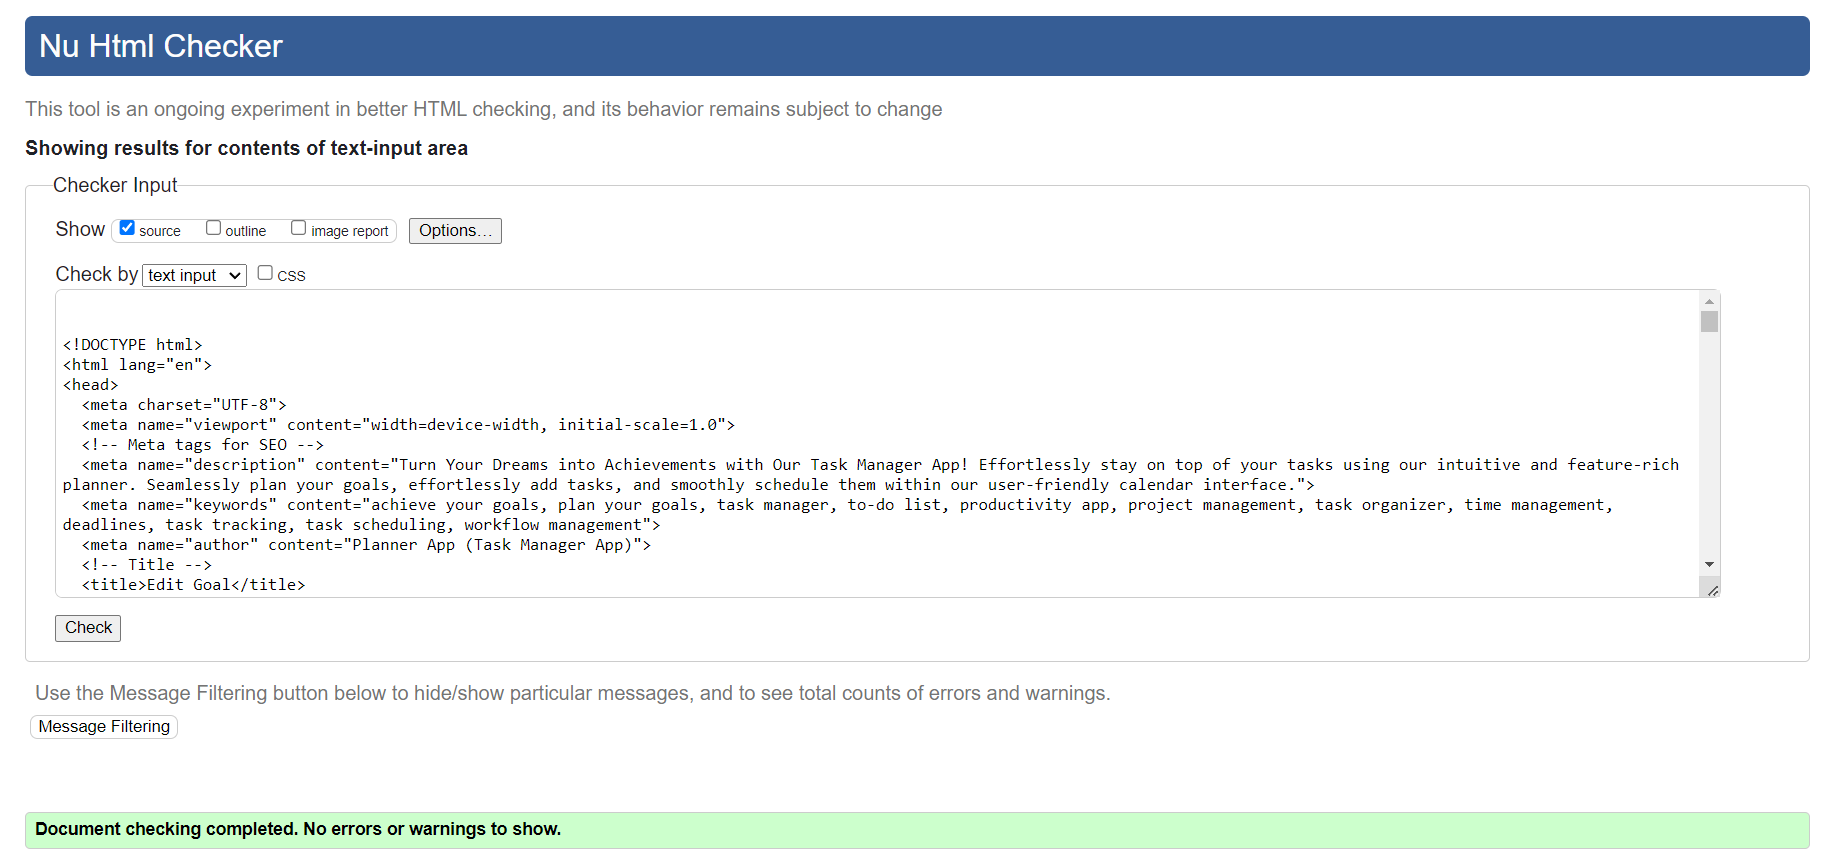 Nu Html Checker
This tool is an ongoing experiment in better HTML checking, and its behavior remains subject to change
Showing results for contents of text-input area
Checker Input
Show source outline image report Options...
Check by text input CSS
<!DOCTYPE html>
<html lang="en">
<head>
<meta charset="UTF-8">
<meta name="viewport" content="width=device-width, initial-scale=1.0">
<!-- Meta tags for SEO -->
<meta name="description" content="Turn Your Dreams into Achievements with Our Task Manager App! Effortlessly stay on top of your tasks using our intuitive and feature-rich
planner. Seamlessly plan your goals, effortlessly add tasks, and smoothly schedule them within our user-friendly calendar interface.">
<meta name="keywords" content="achieve your goals, plan your goals, task manager, to-do list, productivity app, project management, task organizer, time management,
deadlines, task tracking, task scheduling, workflow management">
<meta name="author" content="Planner App (Task Manager App)">
<!-- Title -->
<title>Edit Goal</title>
Check
Use the Message Filtering button below to hide/show particular messages, and to see total counts of errors and warnings.
Message Filtering
Document checking completed. No errors or warnings to show.